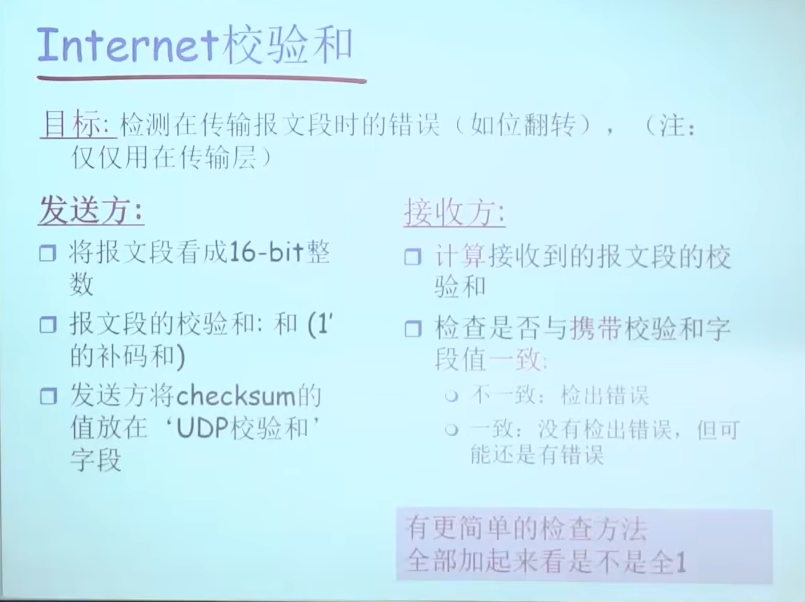 Internet校验和
目标: 检测在传输报文段时的错误（如位翻转），（注：
仅仅用在传输层）
发送方:
将报文段看成16-bit整
数
报文段的校验和: 和 (1’
的补码和)
发送方将checksum的
值放在‘UDP校验和’
字段
接收方:
计算接收到的报文段的校
验和
检查是否与携带校验和字
段值一致:
不一致：检出错误
一致：没有检出错误，但可
能还是有错误
有更简单的检查方法
全部加起来看是不是全1